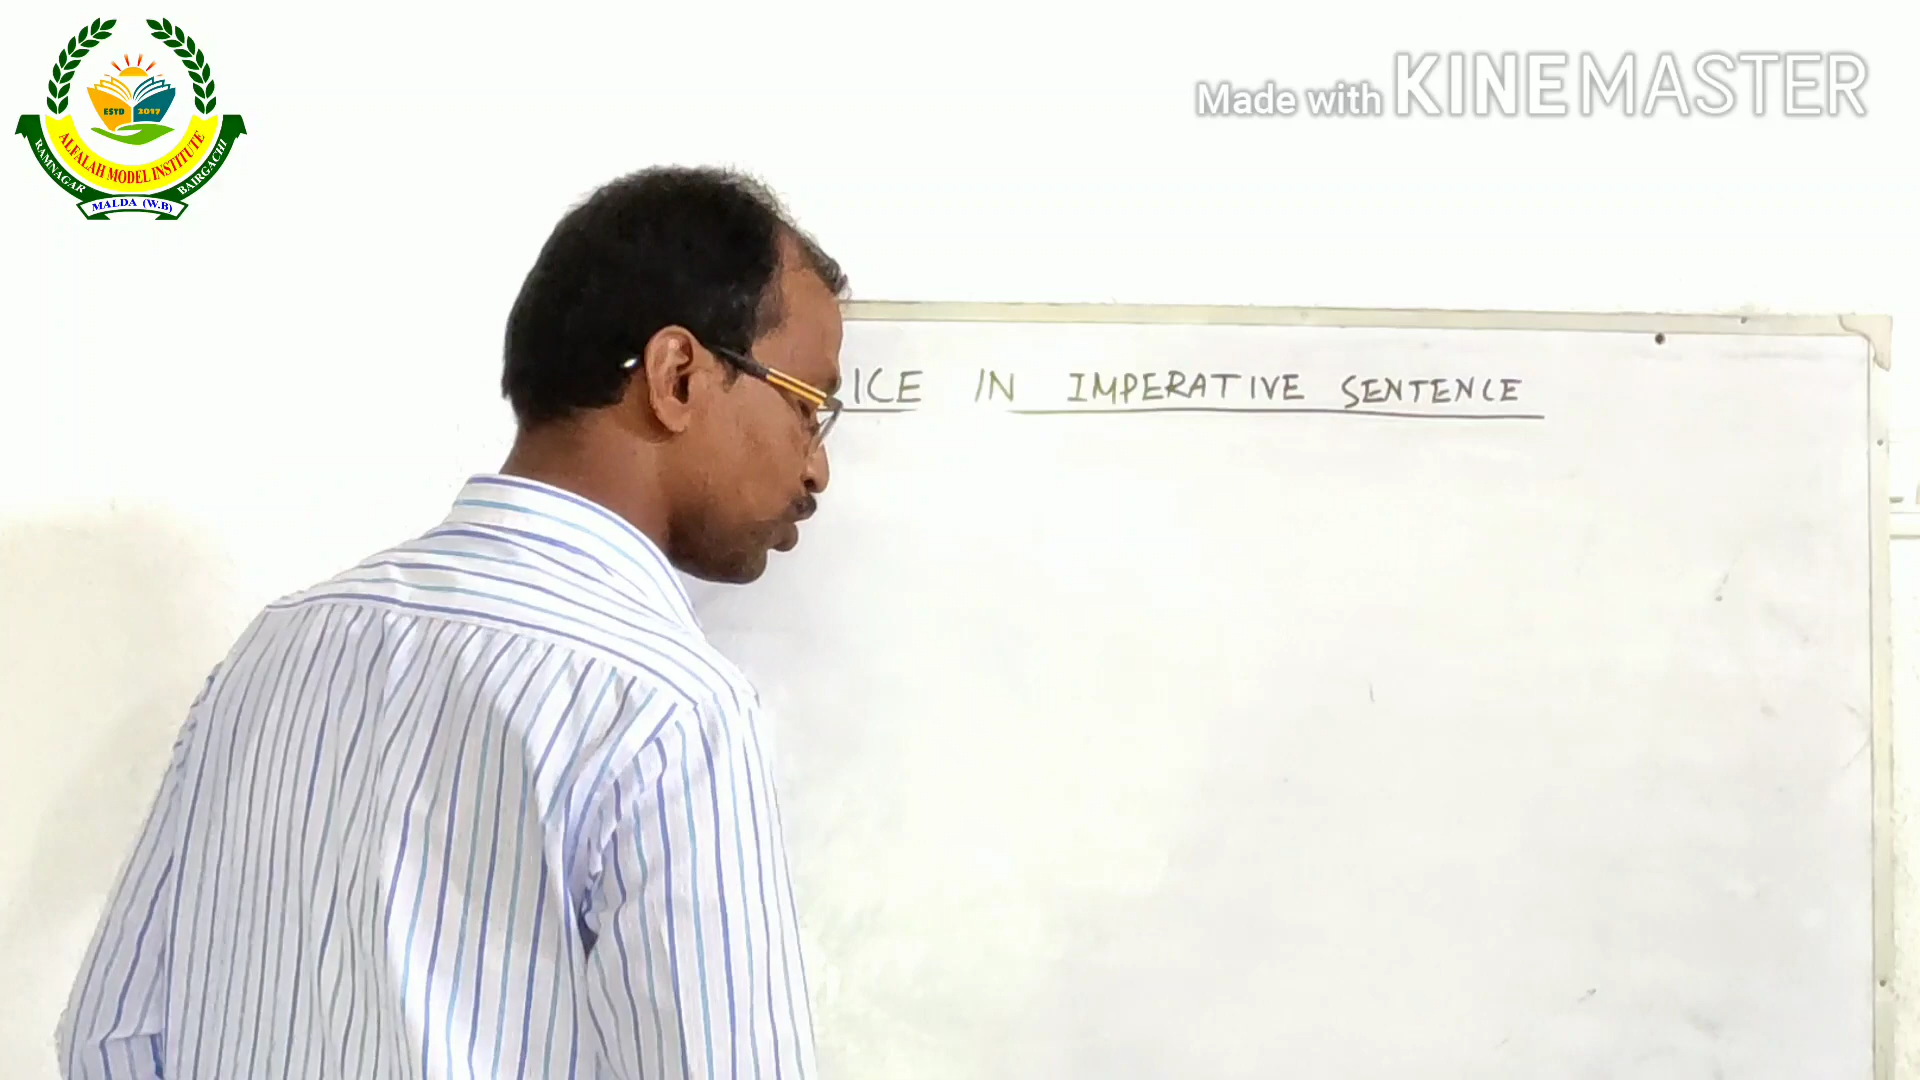 Made with KINEMASTER
ESTD 2017
ALFALAH MODEL INSTITUTE
RAMNAGAR BAIRGACHI
MALDA (W.B)
ICE IN IMPERATIVE SENTENCE